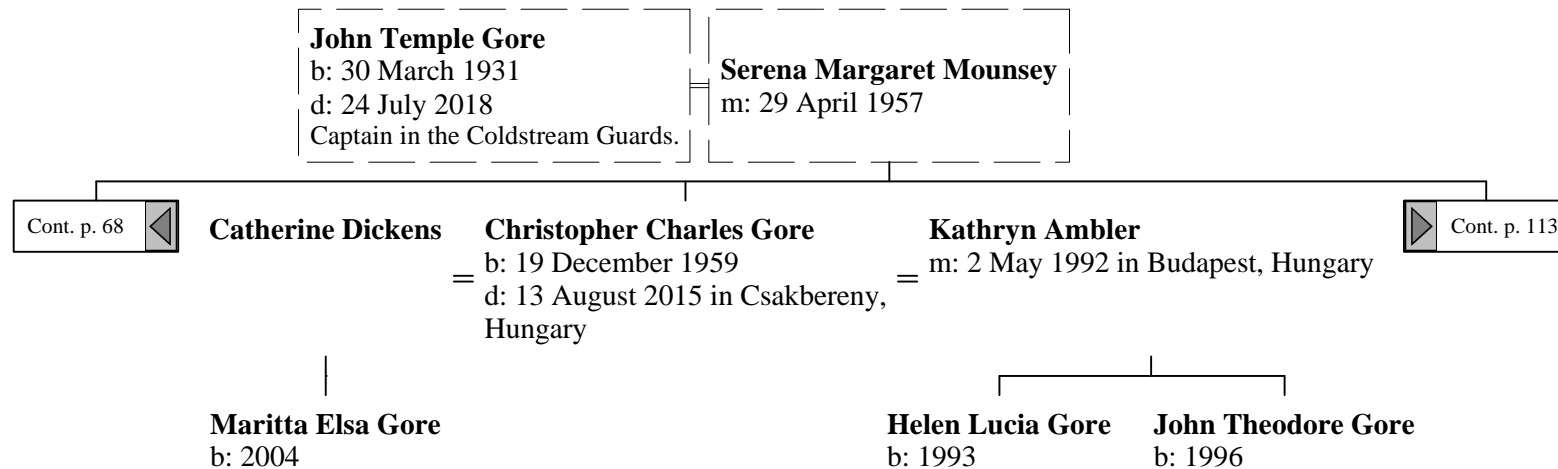 John Temple Gore
b: 30 March 1931
d: 24 July 2018
Captain in the Coldstream Guards.
Serena Margaret Mounsey
m: 29 April 1957
Cont. p. 68
Catherine Dickens
=
Christopher Charles Gore
b: 19 December 1959
d: 13 August 2015 in Csakbereny,
Hungary
=
Kathryn Ambler
m: 2 May 1992 in Budapest, Hungary
Cont. p. 113
Maritta Elsa Gore
b: 2004
Helen Lucia Gore
b: 1993
John Theodore Gore
b: 1996